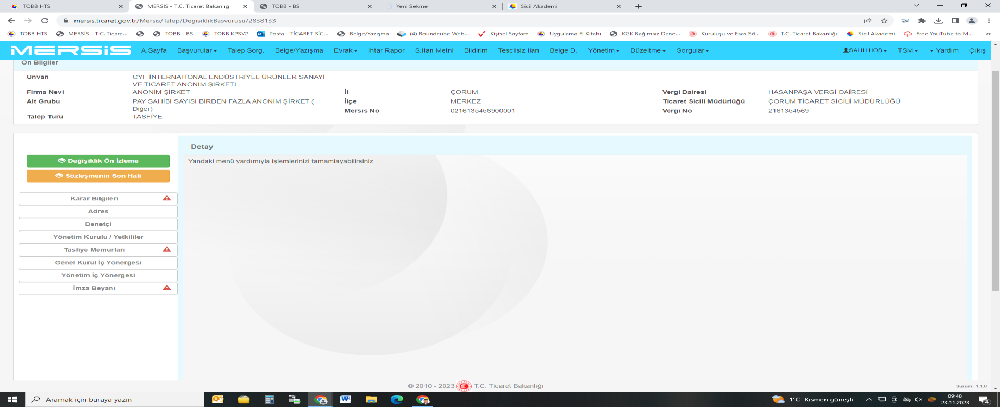 TOBB HTS
MERSİS - T.C. Ticaret Bakanlığı
TOBB - BS
Yeni Sekme
Sicil Akademi
mersis.ticaret.gov.tr/Mersis/Talep/DegisiklikBasvurusu/2838133
TOBB HTS MERSİS - T.C. Ticare... TOBB - BS TOBB KPSV2 Posta - TİCARET SİC... Belge/Yazışma (4) Roundcube Web... Kişisel Sayfam Uygulama El Kitabı KGK Bağımsız Dene... Kuruluşu ve Esas Sö... T.C. Ticaret Bakanlığı Sicil Akademi Free YouTube to M... »
MERSİS A.Sayfa Başvurular Talep Sorg. Belge/Yazışma Evrak İhtar Rapor S.İlan Metni Bildirim Tescilsiz İlan Belge D. Yönetim Düzeltme Sorgular SALİH HOŞ TSM Yardım Çıkış
Ön Bilgiler
Unvan CYF İNTERNATİONAL ENDÜSTRİYEL ÜRÜNLER SANAYİ
VE TİCARET ANONİM ŞİRKETİ
Firma Nevi ANONİM ŞİRKET İl ÇORUM Vergi Dairesi HASANPAŞA VERGİ DAİRESİ
Alt Grubu PAY SAHİBİ SAYISI BİRDEN FAZLA ANONİM ŞİRKET ( İlçe MERKEZ Ticaret Sicili Müdürlüğü ÇORUM TİCARET SİCİLİ MÜDÜRLÜĞÜ
Diğer) Mersis No 0216135456900001 Vergi No 2161354569
Talep Türü TASFİYE
Değişiklik Ön İzleme
Sözleşmenin Son Hali
Karar Bilgileri
Adres
Denetçi
Yönetim Kurulu / Yetkililer
Tasfiye Memurları
Genel Kurul İç Yönergesi
Yönetim İç Yönergesi
İmza Beyanı
Detay
Yandaki menü yardımıyla işlemlerinizi tamamlayabilirsiniz.
© 2010 - 2023 T.C. Ticaret Bakanlığı
Sürüm: 1.1.0
Aramak için buraya yazın
1°C Kısmen güneşli
09:48
23.11.2023
4